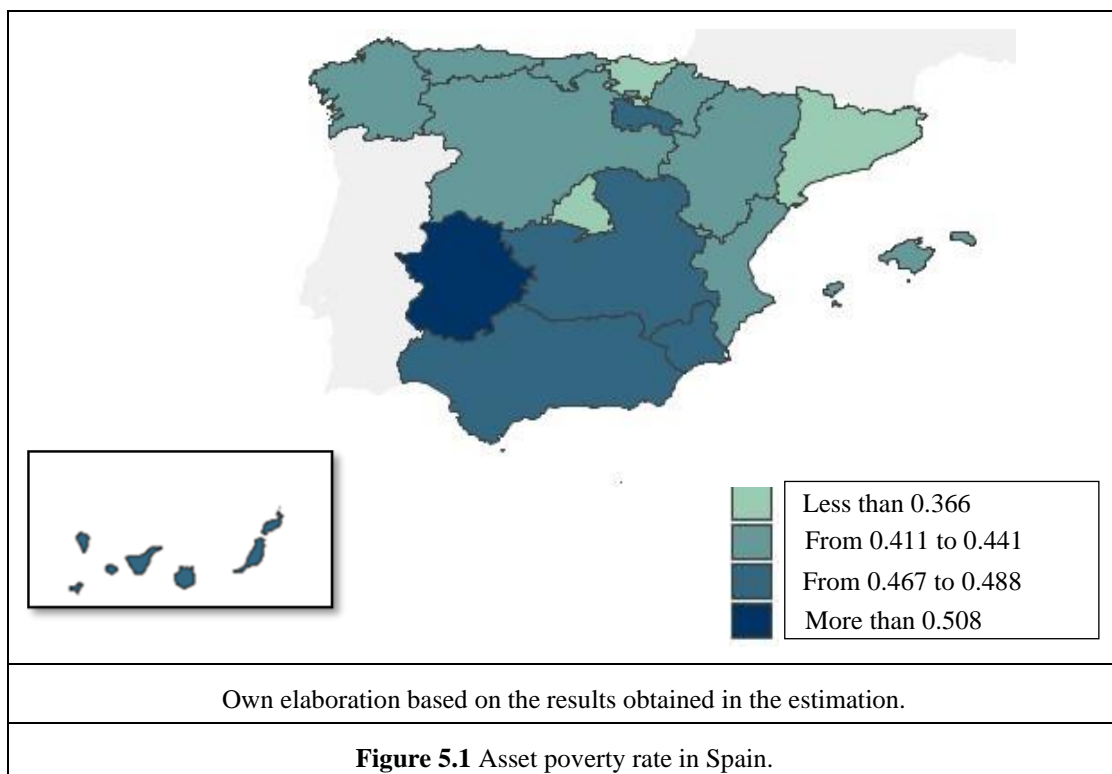 Less than 0.366
From 0.411 to 0.441
From 0.467 to 0.488
More than 0.508
Own elaboration based on the results obtained in the estimation.
Figure 5.1 Asset poverty rate in Spain.